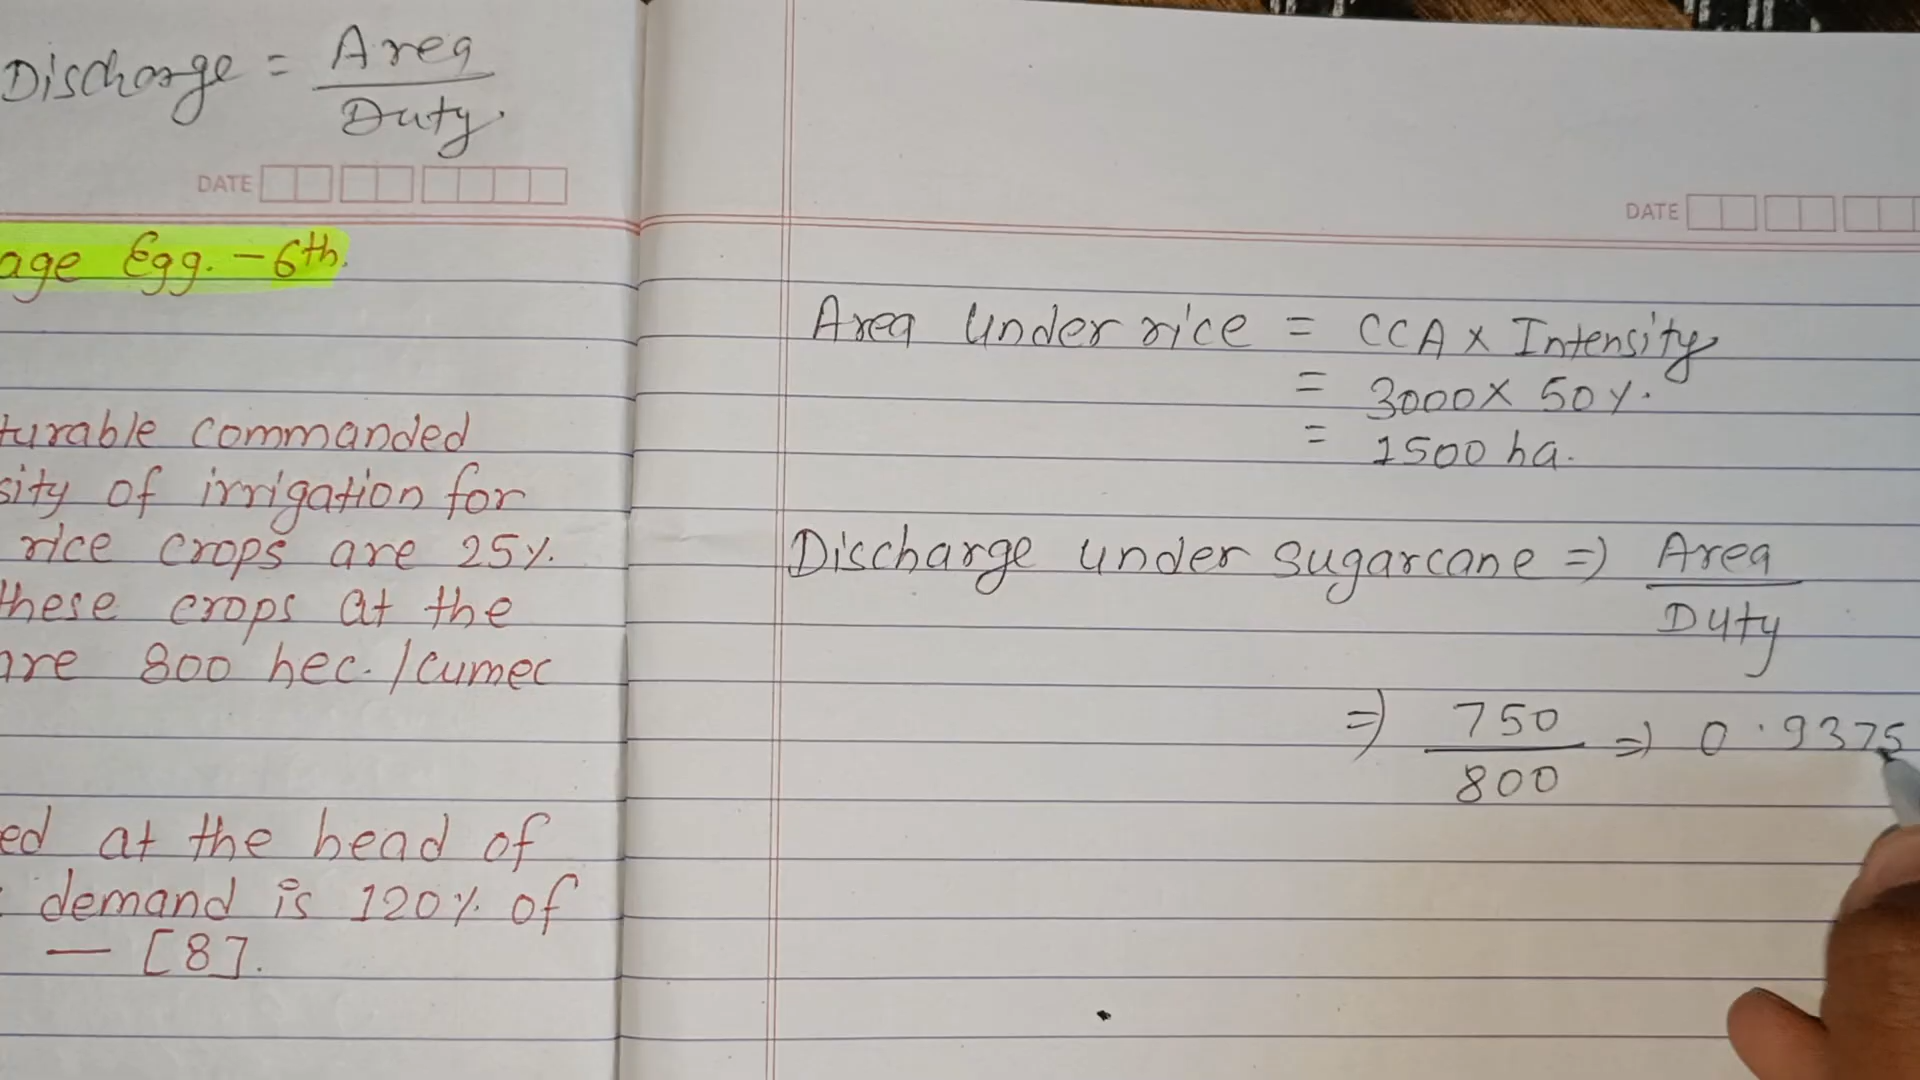 Discharge = Area
Duty.
DATE
age Egg. - 6th.
turable commanded
sity of irrigation for
rice crops are 25%.
these crops at the
are 800 hec. / cumec
ed at the head of
demand is 120% of
— [8].
DATE
Area under rice = CCA x Intensity
= 3000 x 50%.
= 1500 ha.
Discharge under sugarcane => Area
Duty
=> 750 => 0.9375
800